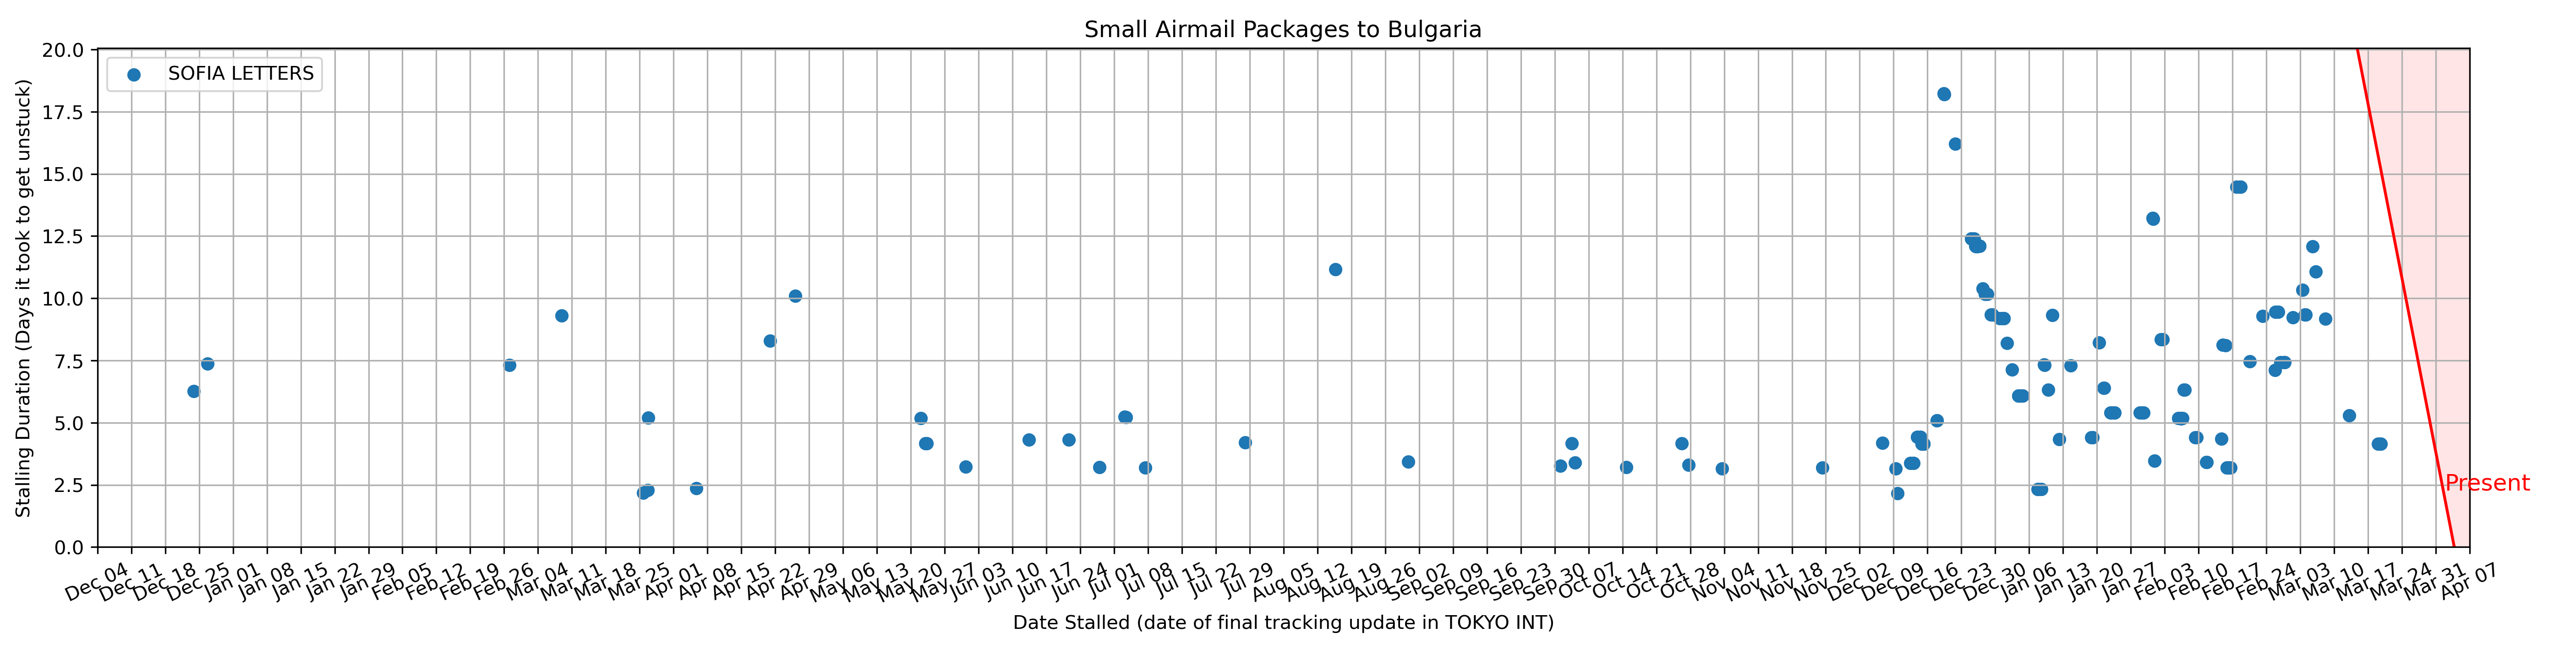 Small Airmail Packages to Bulgaria
SOFIA LETTERS
Stalling Duration (Days it took to get unstuck)
20.0
17.5
15.0
12.5
10.0
7.5
5.0
2.5
0.0
Present
Dec 04
Dec 11
Dec 18
Dec 25
Jan 01
Jan 08
Jan 15
Jan 22
Jan 29
Feb 05
Feb 12
Feb 19
Feb 26
Mar 04
Mar 11
Mar 18
Mar 25
Apr 01
Apr 08
Apr 15
Apr 22
Apr 29
May 06
May 13
May 20
May 27
Jun 03
Jun 10
Jun 17
Jun 24
Jul 01
Jul 08
Jul 15
Jul 22
Jul 29
Aug 05
Aug 12
Aug 19
Aug 26
Sep 02
Sep 09
Sep 16
Sep 23
Sep 30
Oct 07
Oct 14
Oct 21
Oct 28
Nov 04
Nov 11
Nov 18
Nov 25
Dec 02
Dec 09
Dec 16
Dec 23
Dec 30
Jan 06
Jan 13
Jan 20
Jan 27
Feb 03
Feb 10
Feb 17
Feb 24
Mar 03
Mar 10
Mar 17
Mar 24
Mar 31
Apr 07
Date Stalled (date of final tracking update in TOKYO INT)